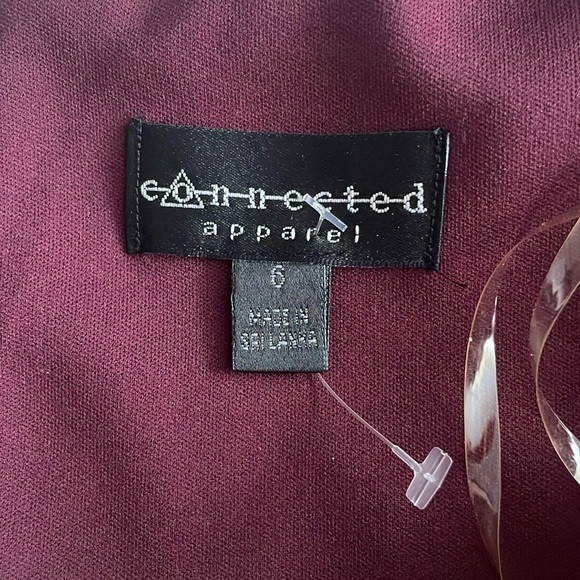 connected
apparel
6
MADE IN
SRI LANKA